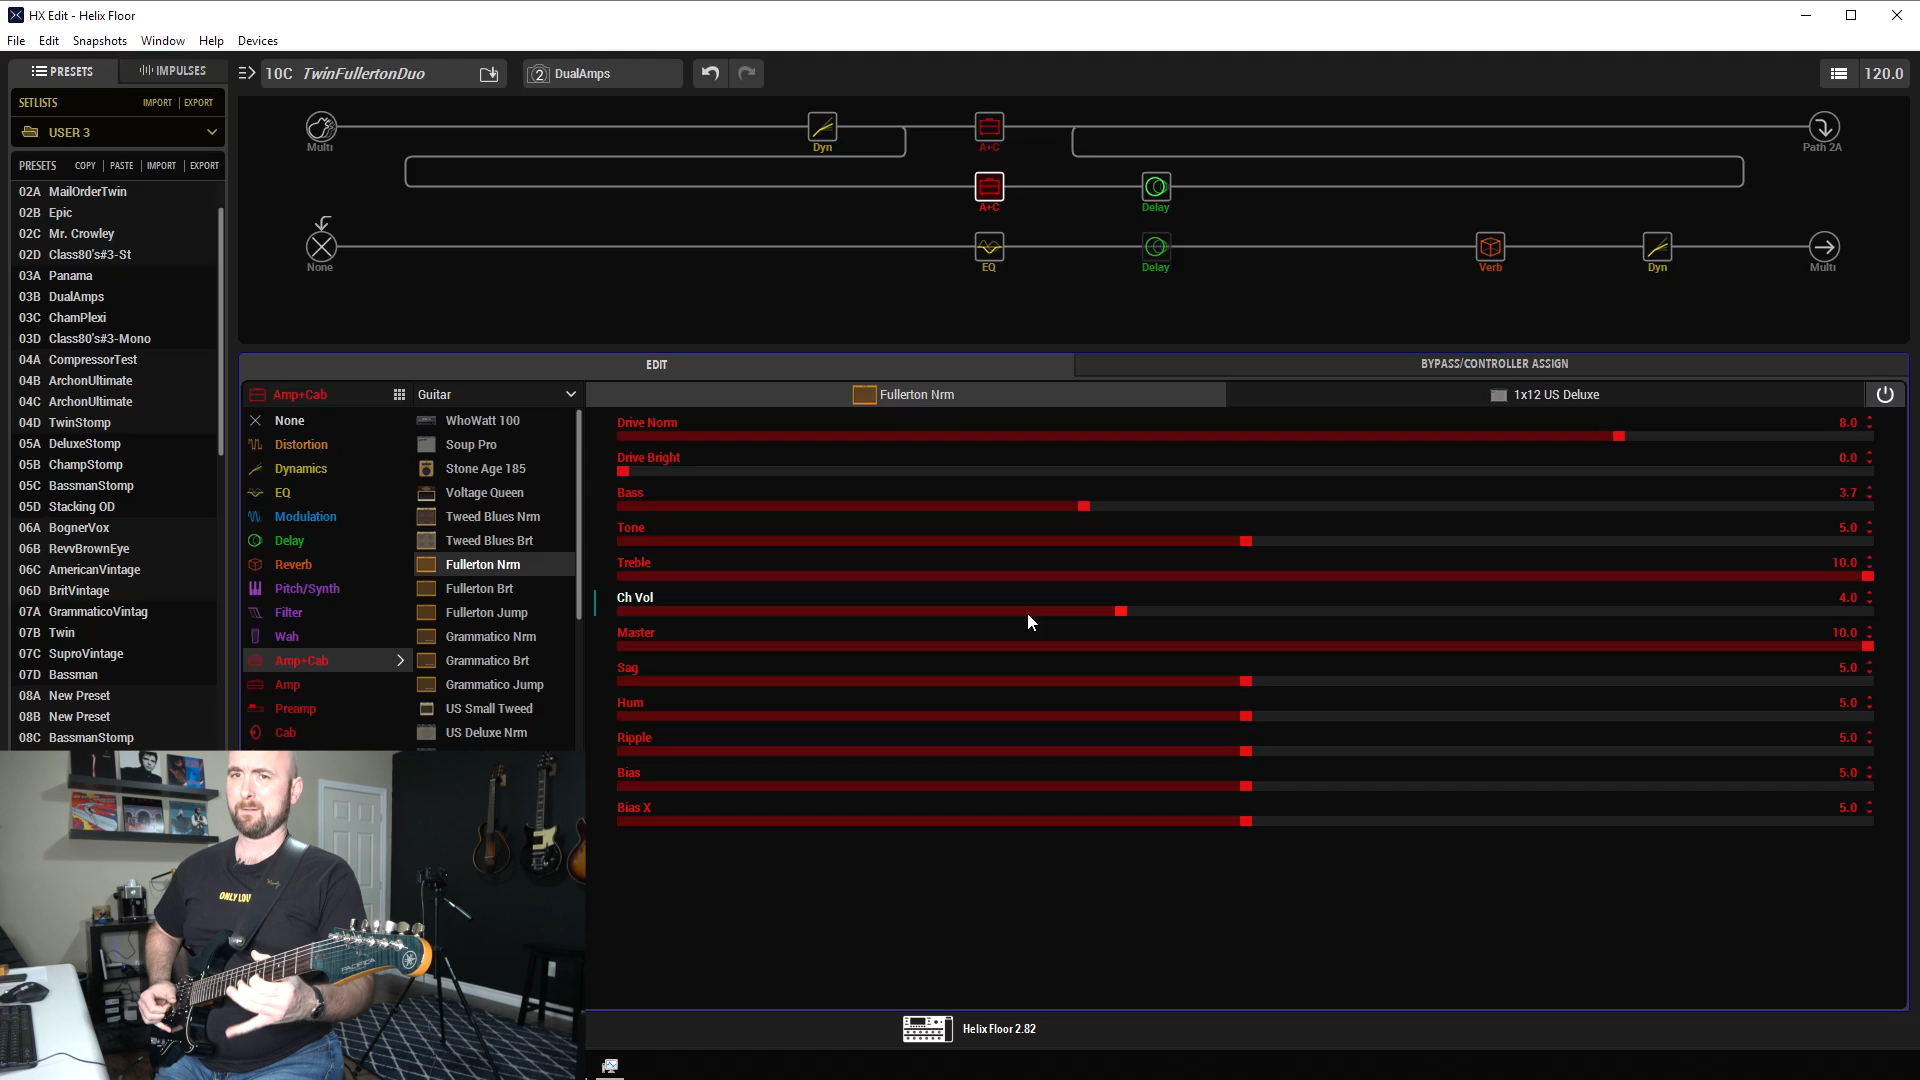 HX Edit - Helix Floor
File Edit Snapshots Window Help Devices
PRESETS IMPULSES
10C TwinFullertonDuo
2 DualAmps
120.0
SETLISTS IMPORT | EXPORT
USER 3
PRESETS COPY | PASTE | IMPORT | EXPORT
02A MailOrderTwin
02B Epic
02C Mr. Crowley
02D Class80's#3-St
03A Panama
03B DualAmps
03C ChamPlexi
03D Class80's#3-Mono
04A CompressorTest
04B ArchonUltimate
04C ArchonUltimate
04D TwinStomp
05A DeluxeStomp
05B ChampStomp
05C BassmanStomp
05D Stacking OD
06A BognerVox
06B RevvBrownEye
06C AmericanVintage
06D BritVintage
07A GrammaticoVintag
07B Twin
07C SuproVintage
07D Bassman
08A New Preset
08B New Preset
08C BassmanStomp
Multi Dyn A+C Path 2A
A+C Delay
None EQ Delay Verb Dyn Multi
EDIT BYPASS/CONTROLLER ASSIGN
Amp+Cab Guitar
None
Distortion
Dynamics
EQ
Modulation
Delay
Reverb
Pitch/Synth
Filter
Wah
Amp+Cab
Amp
Preamp
Cab
WhoWatt 100
Soup Pro
Stone Age 185
Voltage Queen
Tweed Blues Nrm
Tweed Blues Brt
Fullerton Nrm
Fullerton Brt
Fullerton Jump
Grammatico Nrm
Grammatico Brt
Grammatico Jump
US Small Tweed
US Deluxe Nrm
Fullerton Nrm 1x12 US Deluxe
Drive Norm 8.0
Drive Bright 0.0
Bass 3.7
Tone 5.0
Treble 10.0
Ch Vol 4.0
Master 10.0
Sag 5.0
Hum 5.0
Ripple 5.0
Bias 5.0
Bias X 5.0
ONLY LOU
PACIFICA
Helix Floor 2.82